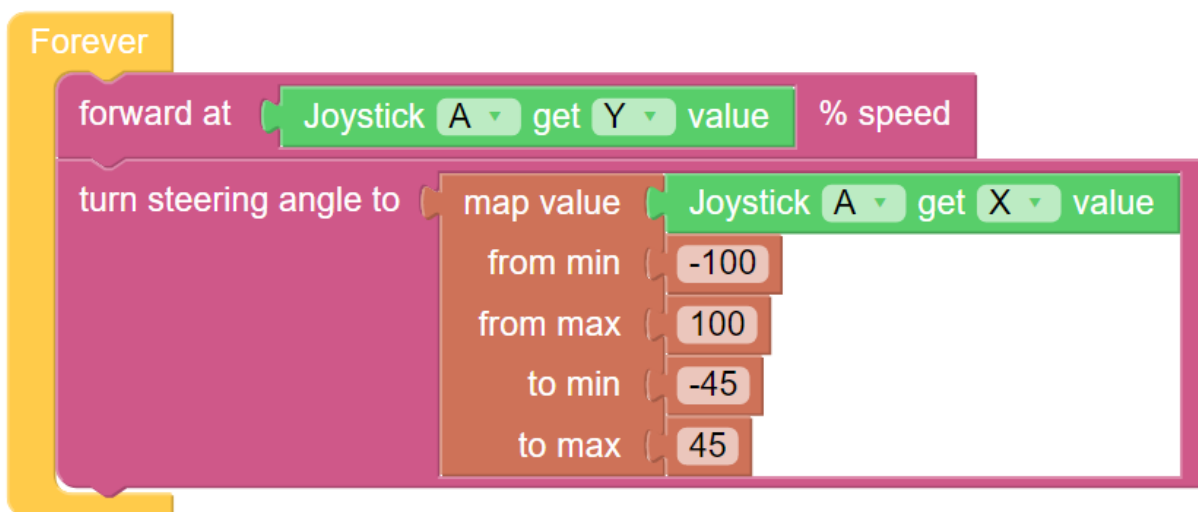 Forever
forward at Joystick A get Y value % speed
turn steering angle to map value Joystick A get X value
from min -100
from max 100
to min -45
to max 45